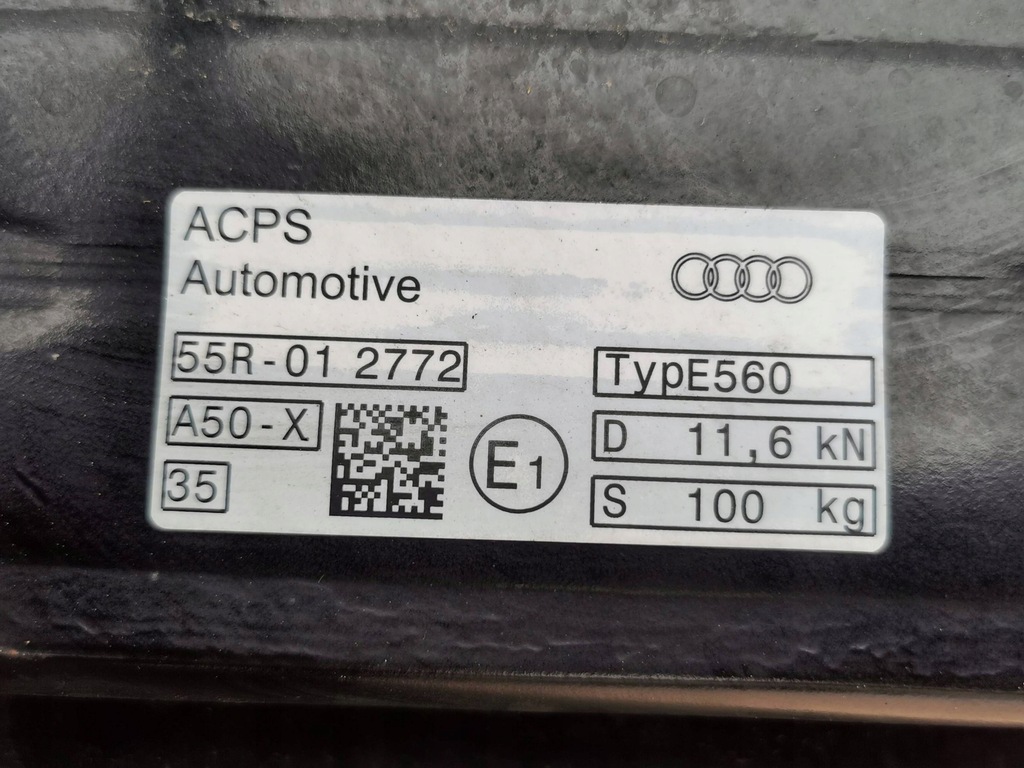 ACPS
Automotive
55R-01 2772
A50-X
35
E1
TypE560
D 11,6 kN
S 100 kg